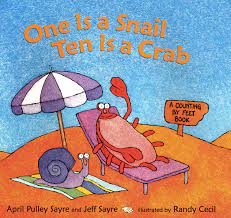 One Is a Snail
Ten Is a Crab
A COUNTING
BY FEET
BOOK
April Pulley Sayre and Jeff Sayre illustrated by Randy Cecil